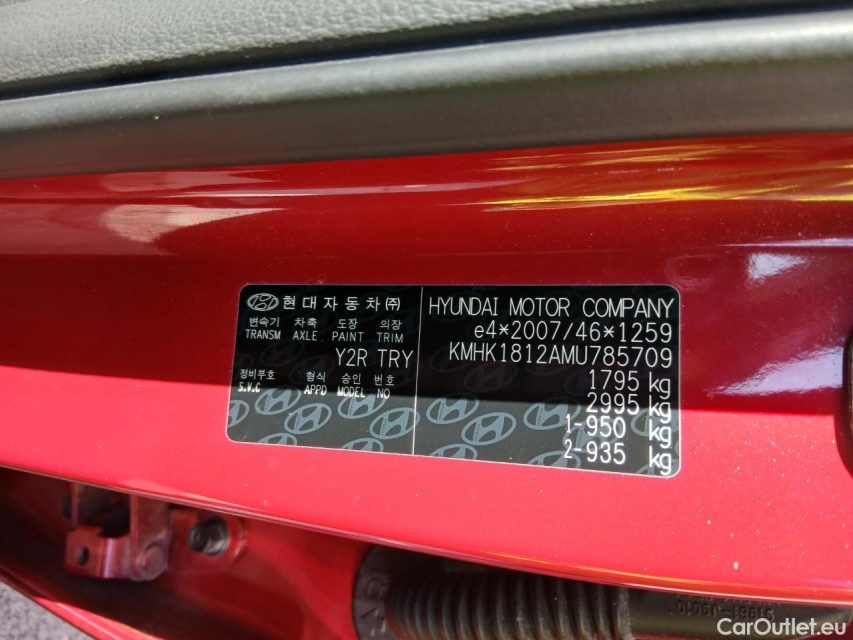 현대자동차㈜
변속기 차축 도장 의장
TRANSM AXLE PAINT TRIM
Y2R TRY
정비부호 형식 승인 번호
S.V.C APPD MODEL NO
HYUNDAI MOTOR COMPANY
e4*2007/46*1259
KMHK1812AMU785709
1795 kg
2995 kg
1-950 kg
2-935 kg
CarOutlet.eu